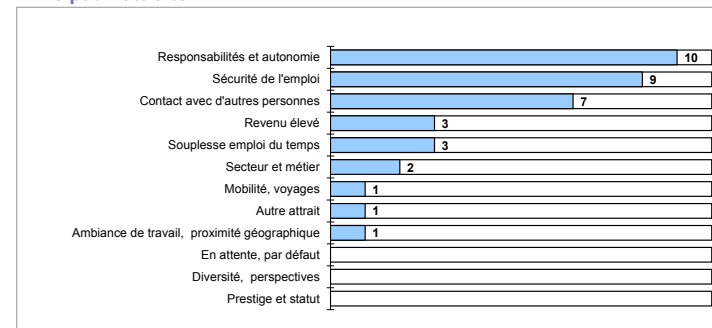 Responsabilités et autonomie 10
Sécurité de l'emploi 9
Contact avec d'autres personnes 7
Revenu élevé 3
Souplesse emploi du temps 3
Secteur et métier 2
Mobilité, voyages 1
Autre attrait 1
Ambiance de travail, proximité géographique 1
En attente, par défaut
Diversité, perspectives
Prestige et statut